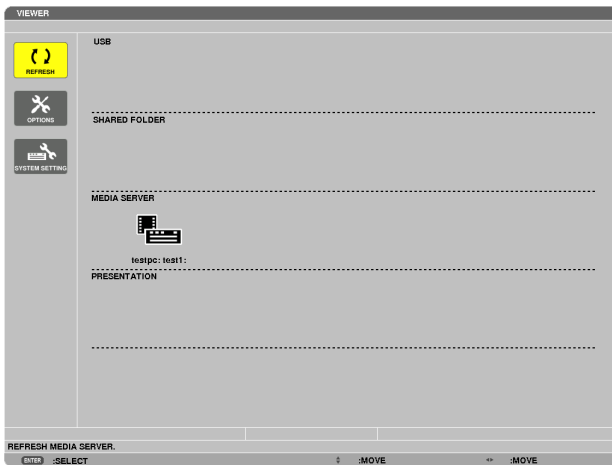 VIEWER
REFRESH
OPTIONS
SYSTEM SETTING
USB
SHARED FOLDER
MEDIA SERVER
testpc: test1:
PRESENTATION
REFRESH MEDIA SERVER.
ENTER :SELECT :MOVE :MOVE